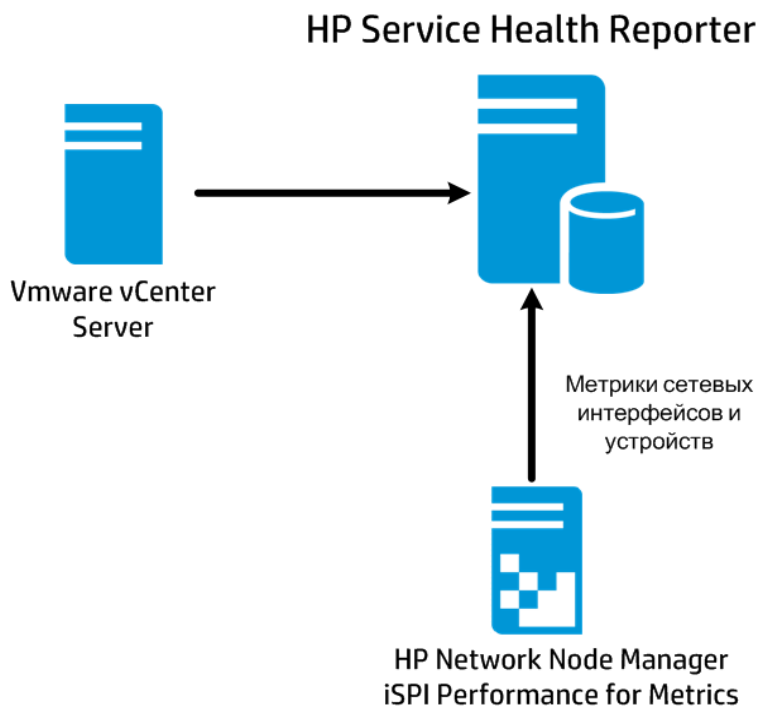 HP Service Health Reporter
Vmware vCenter
Server
Метрики сетевых
интерфейсов и
устройств
HP Network Node Manager
iSPI Performance for Metrics